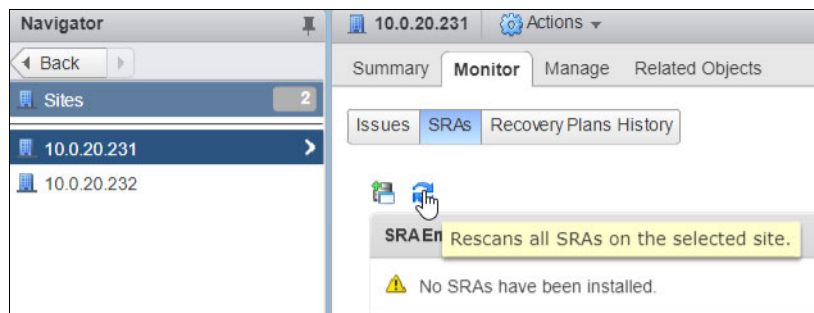 Navigator
Back
Sites 2
10.0.20.231
10.0.20.232
10.0.20.231 Actions
Summary Monitor Manage Related Objects
Issues SRAs Recovery Plans History
SRA
Rescans all SRAs on the selected site.
No SRAs have been installed.